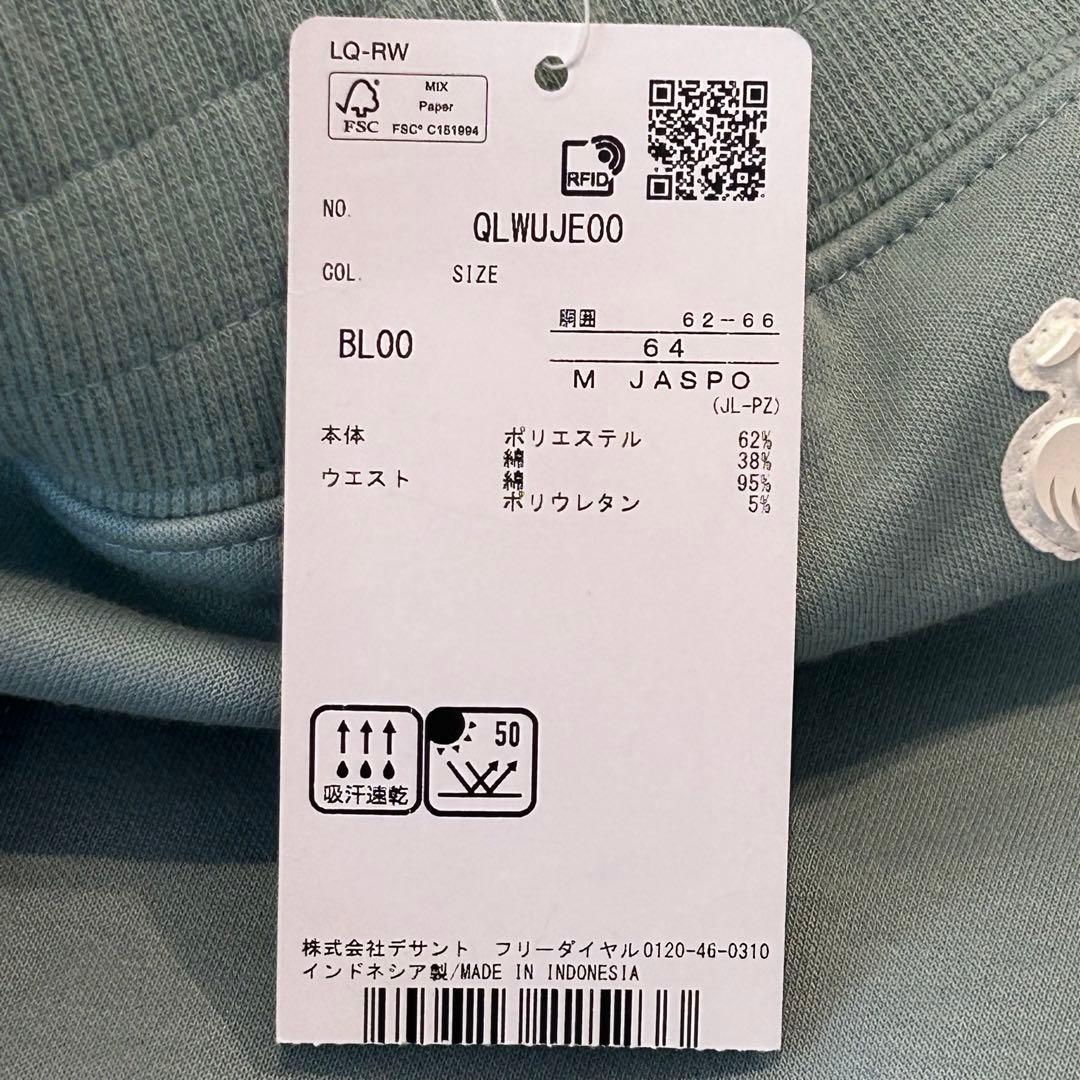 LQ-RW
FSC
MIX
Paper
FSC® C151994
RFID
NO.
QLWUJE00
COL. SIZE
BL00
胴囲 62-66
64
M JASPO
(JL-PZ)
本体 ポリエステル 62%
綿 38%
ウエスト 綿 95%
ポリウレタン 5%
50
吸汗速乾
株式会社デサント フリーダイヤル0120-46-0310
インドネシア製/MADE IN INDONESIA